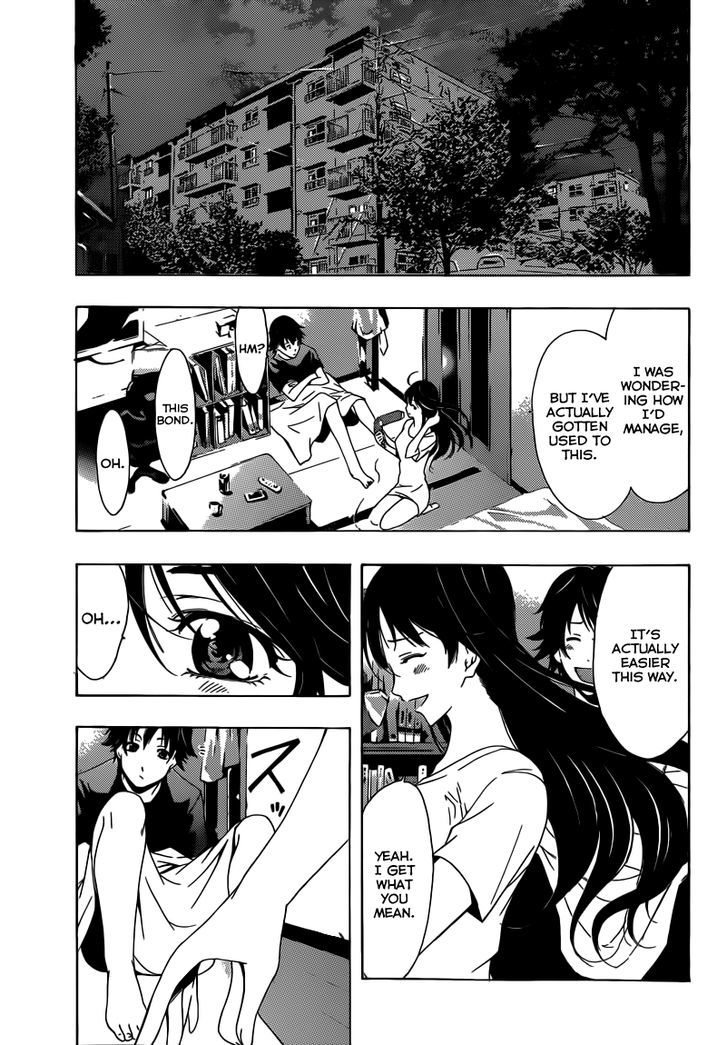 I WAS
WONDER-
ING HOW
I'D
MANAGE,
BUT I'VE
ACTUALLY
GOTTEN
USED TO
THIS.
HM?
THIS
BOND.
OH.
IT'S
ACTUALLY
EASIER
THIS WAY.
YEAH.
I GET
WHAT
YOU
MEAN.
OH...
ス